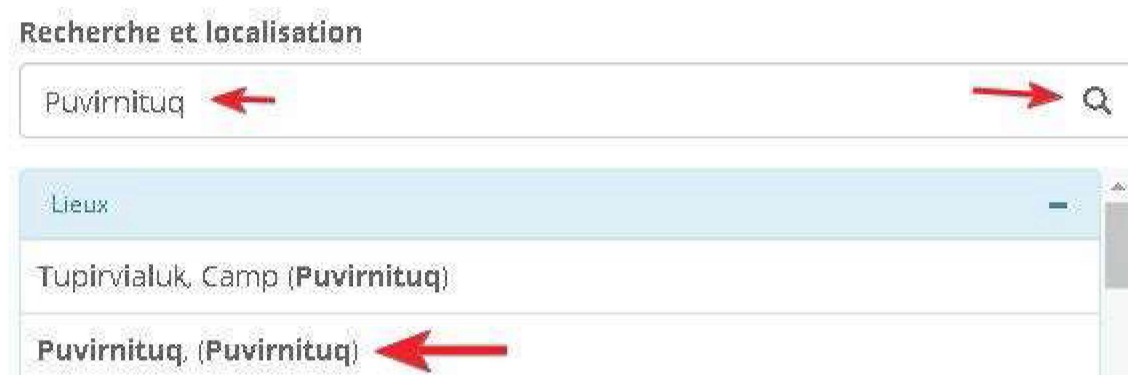 Recherche et localisation
Puvirnituq
Lieux
Tupirvialuk, Camp (Puvirnituq)
Puvirnituq, (Puvirnituq)